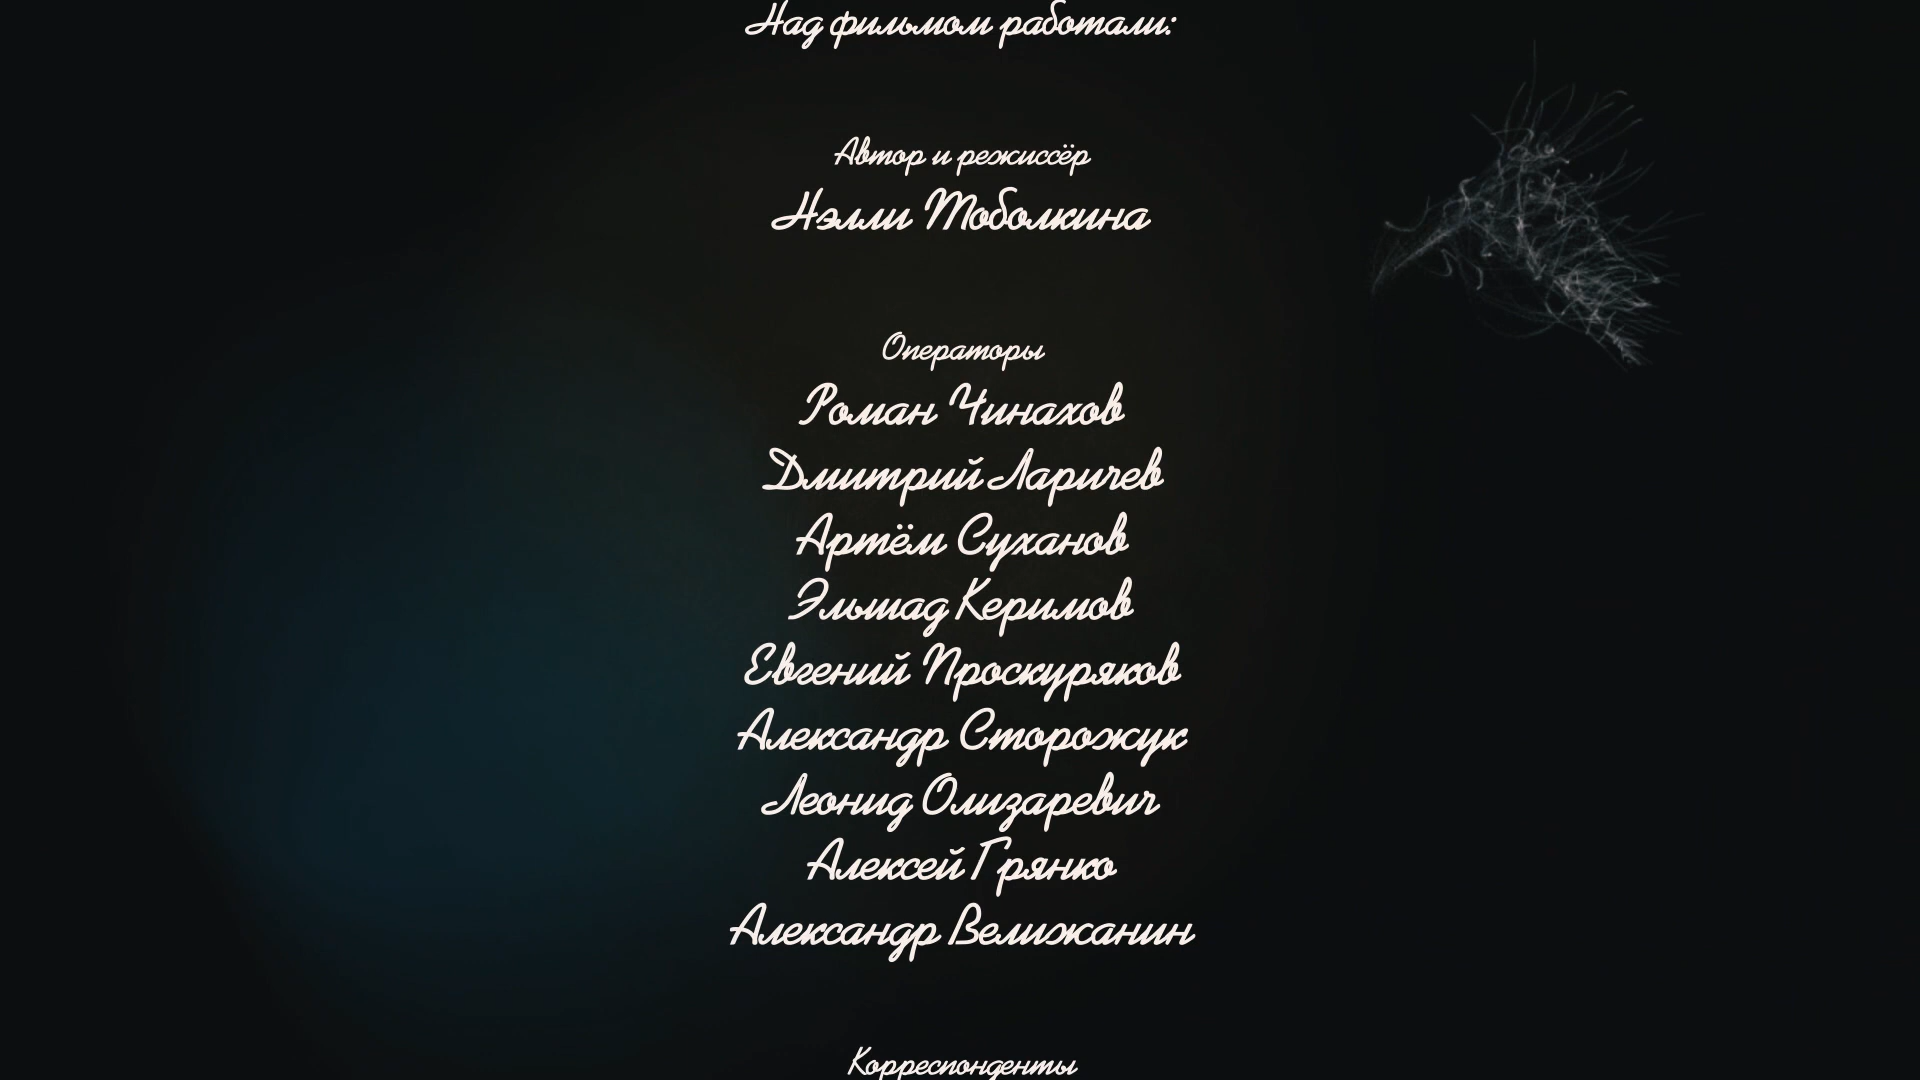 Над фильмом работали:
Автор и режиссёр
Нэлли Тоболкина
Операторы
Роман Чинахов
Дмитрий Ларичев
Артём Суханов
Эльшад Керимов
Евгений Проскуряков
Александр Сторожук
Леонид Олизаревич
Алексей Грянко
Александр Велижанин
Корреспонденты